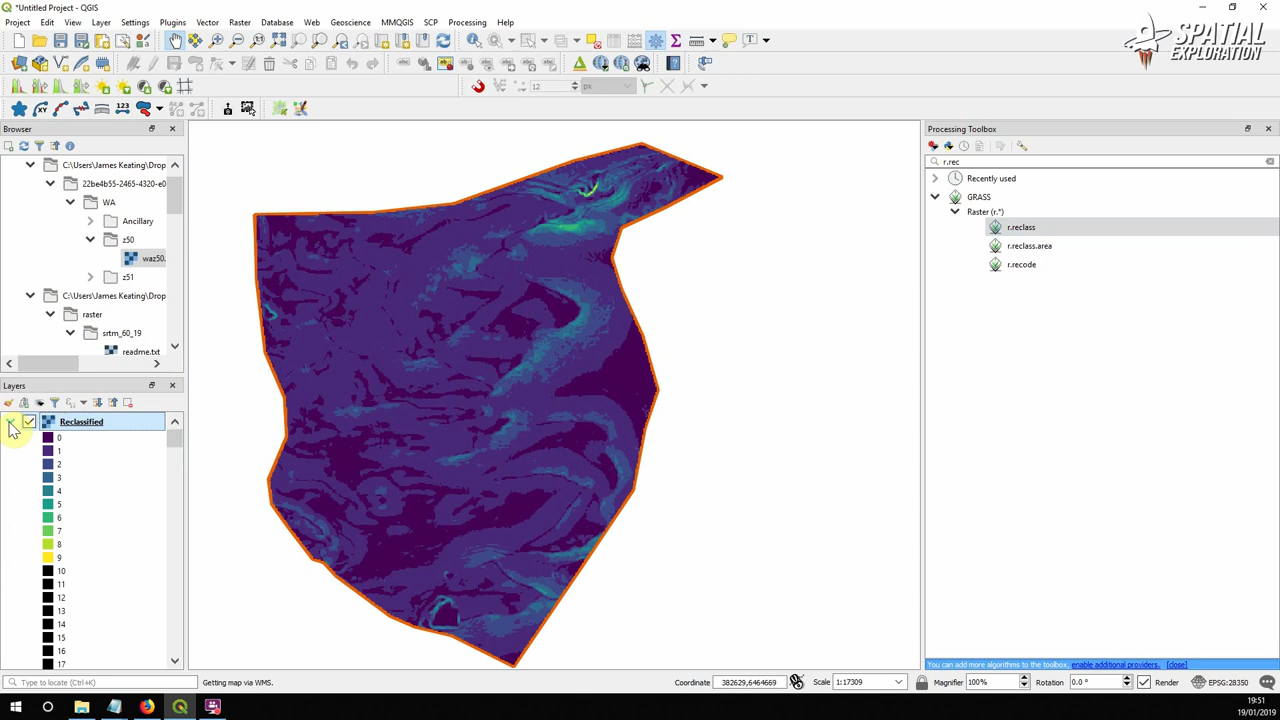 *Untitled Project - QGIS
Project Edit View Layer Settings Plugins Vector Raster Database Web Geoscience MMQGIS SCP Processing Help
SPATIAL
EXPLORATION
12 px
123
Browser
C:\Users\James Keating\Drop
22be4b55-2465-4320-e0
WA
Ancillary
z50
waz50.
z51
C:\Users\James Keating\Drop
raster
srtm_60_19
readme.txt
Layers
Reclassified
0
1
2
3
4
5
6
7
8
9
10
11
12
13
14
15
16
17
Processing Toolbox
r.rec
Recently used
GRASS
Raster (r.*)
r.reclass
r.reclass.area
r.recode
You can add more algorithms to the toolbox, enable additional providers. [close]
Type to locate (Ctrl+K) Getting map via WMS. Coordinate 382629,6464669 Scale 1:17309 Magnifier 100% Rotation 0.0 ° Render EPSG:28350
19:51
19/01/2019